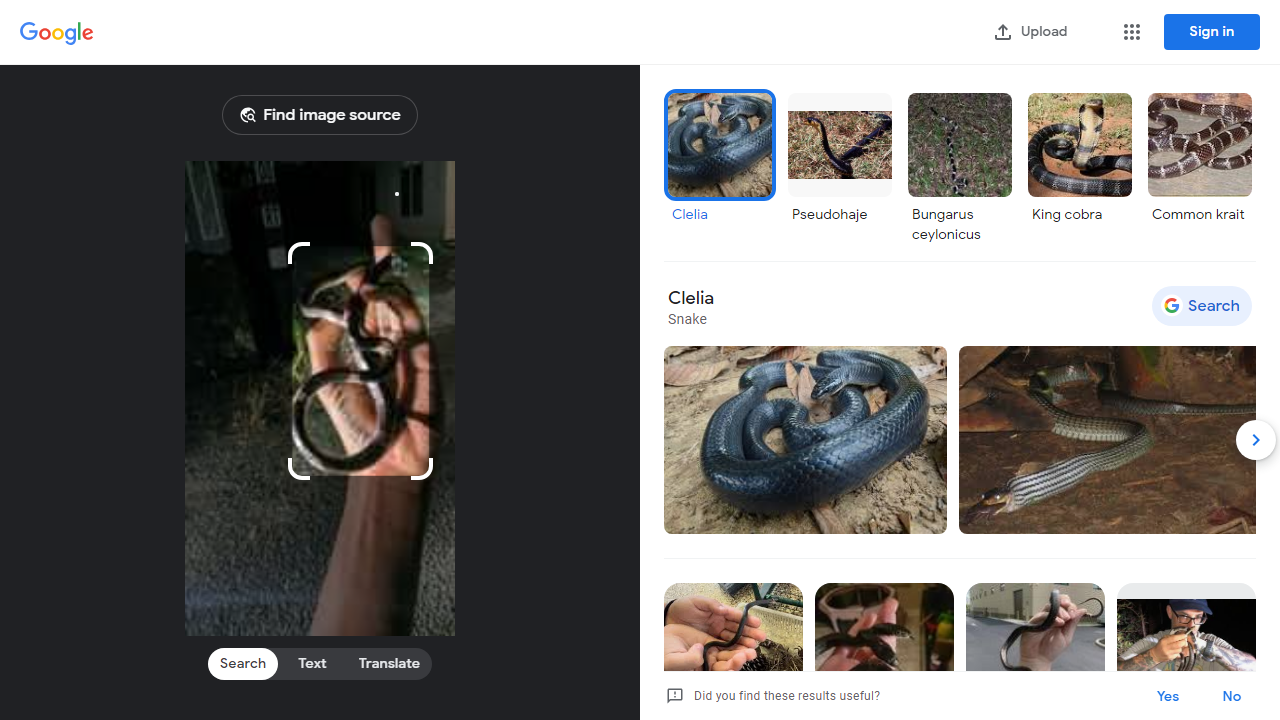 Google
Upload
Sign in
Find image source
Search
Text
Translate
Clelia
Pseudohaje
Bungarus
ceylonicus
King cobra
Common krait
Clelia
Snake
Search
Did you find these results useful?
Yes
No